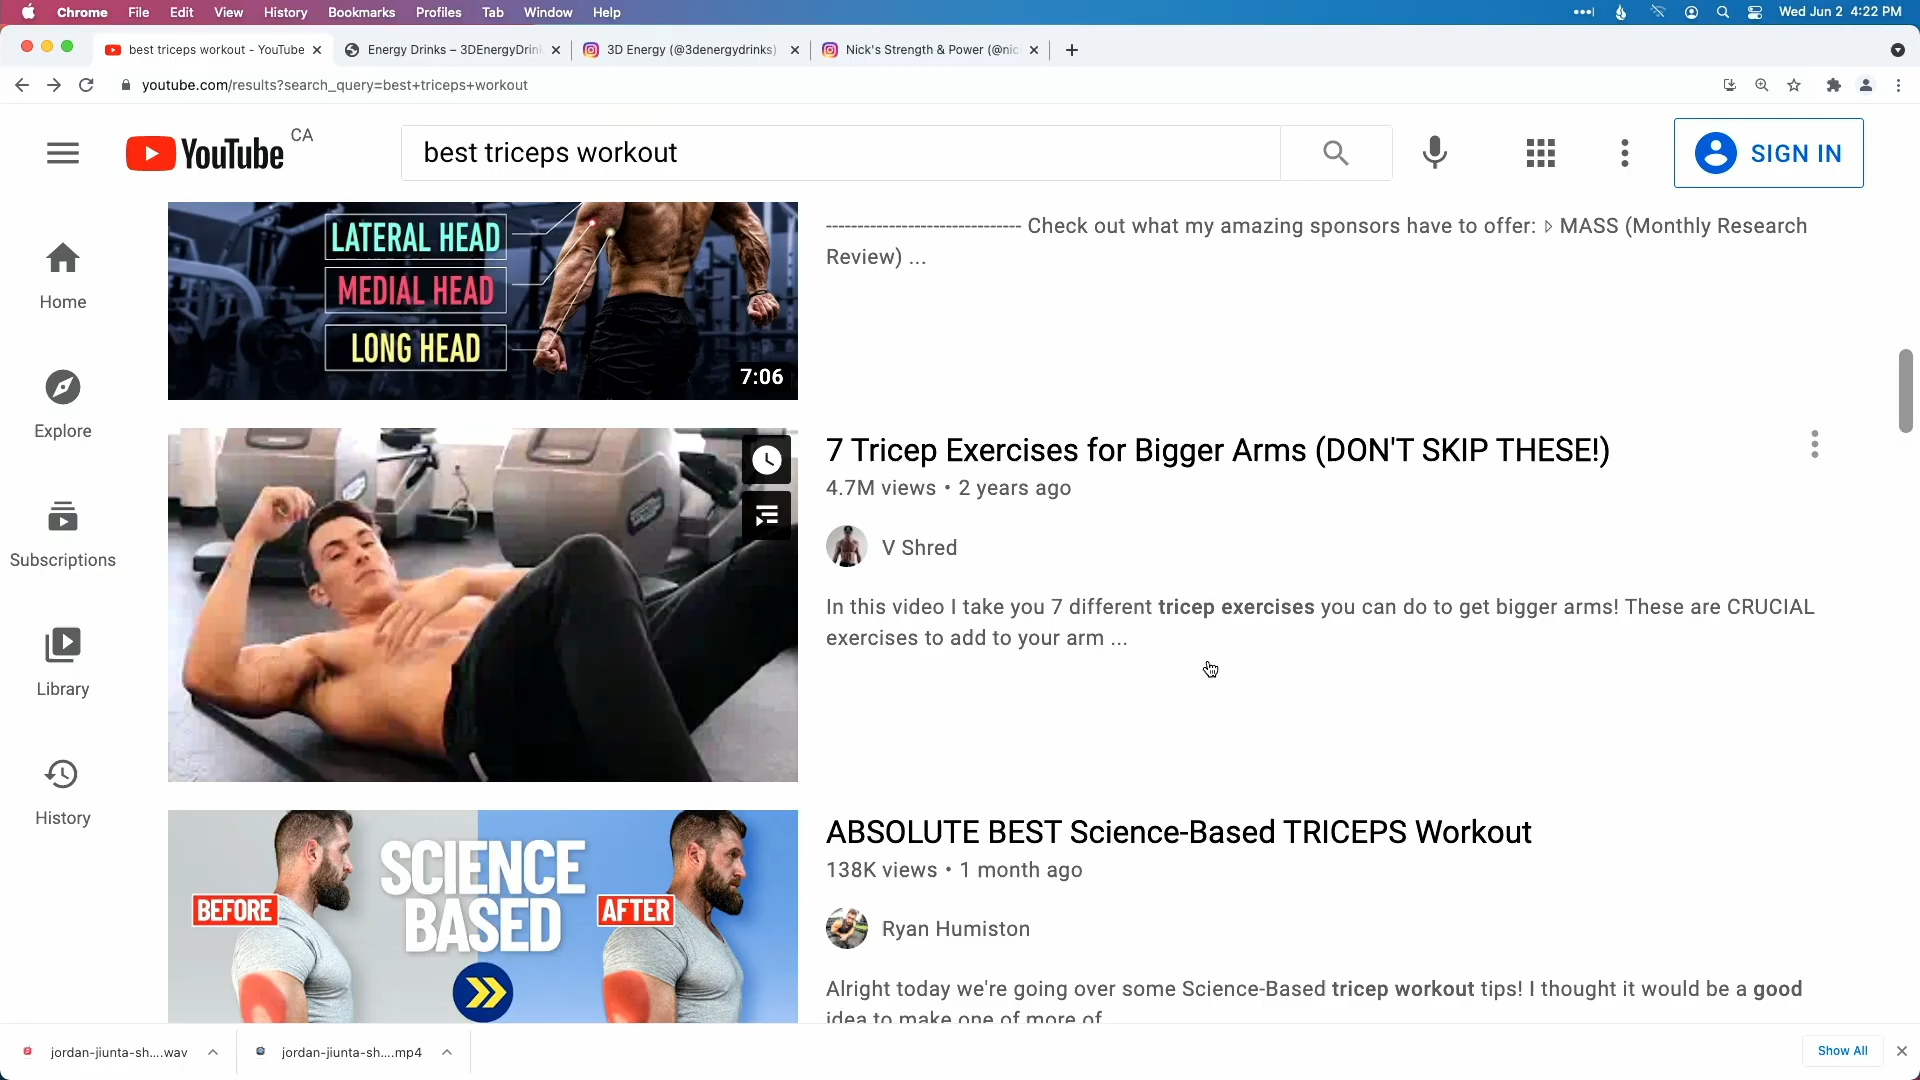 Chrome File Edit View History Bookmarks Profiles Tab Window Help Wed Jun 2 4:22 PM
best triceps workout - YouTube Energy Drinks – 3DEnergyDrin 3D Energy (@3denergydrinks) Nick's Strength & Power (@nic
youtube.com/results?search_query=best+triceps+workout
YouTube CA best triceps workout SIGN IN
LATERAL HEAD
MEDIAL HEAD
LONG HEAD
7:06
------------------------------ Check out what my amazing sponsors have to offer: ▹ MASS (Monthly Research
Review) ...
Home
Explore
Subscriptions
Library
History
7 Tricep Exercises for Bigger Arms (DON'T SKIP THESE!)
4.7M views • 2 years ago
V Shred
In this video I take you 7 different tricep exercises you can do to get bigger arms! These are CRUCIAL
exercises to add to your arm ...
BEFORE
SCIENCE
BASED
AFTER
ABSOLUTE BEST Science-Based TRICEPS Workout
138K views • 1 month ago
Ryan Humiston
Alright today we're going over some Science-Based tricep workout tips! I thought it would be a good
idea to make one of more of
jordan-jiunta-sh....wav jordan-jiunta-sh....mp4 Show All